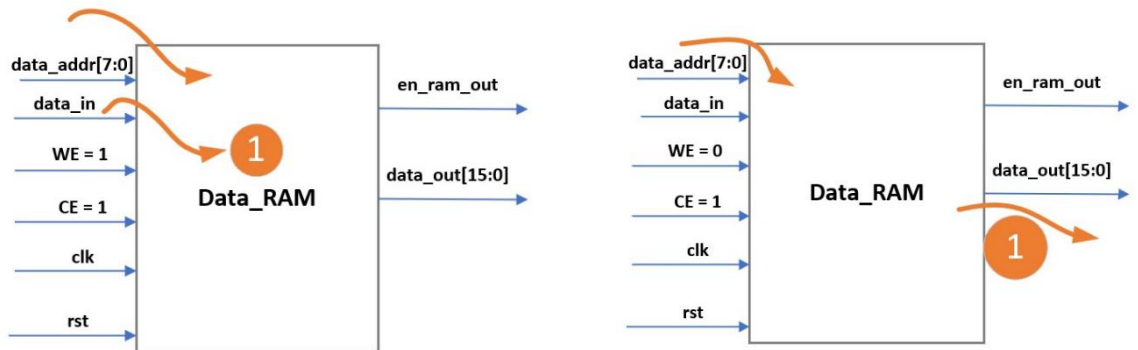 data_addr[7:0]
data_in
WE = 1
CE = 1
clk
rst
1
Data_RAM
en_ram_out
data_out[15:0]
data_addr[7:0]
data_in
WE = 0
CE = 1
clk
rst
Data_RAM
en_ram_out
data_out[15:0]
1